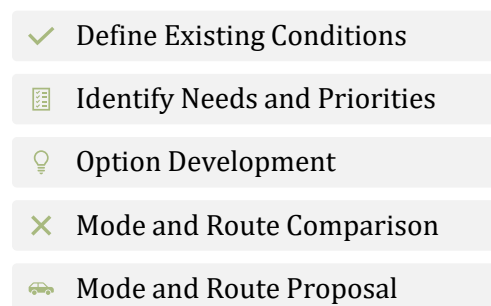 Define Existing Conditions
Identify Needs and Priorities
Option Development
Mode and Route Comparison
Mode and Route Proposal